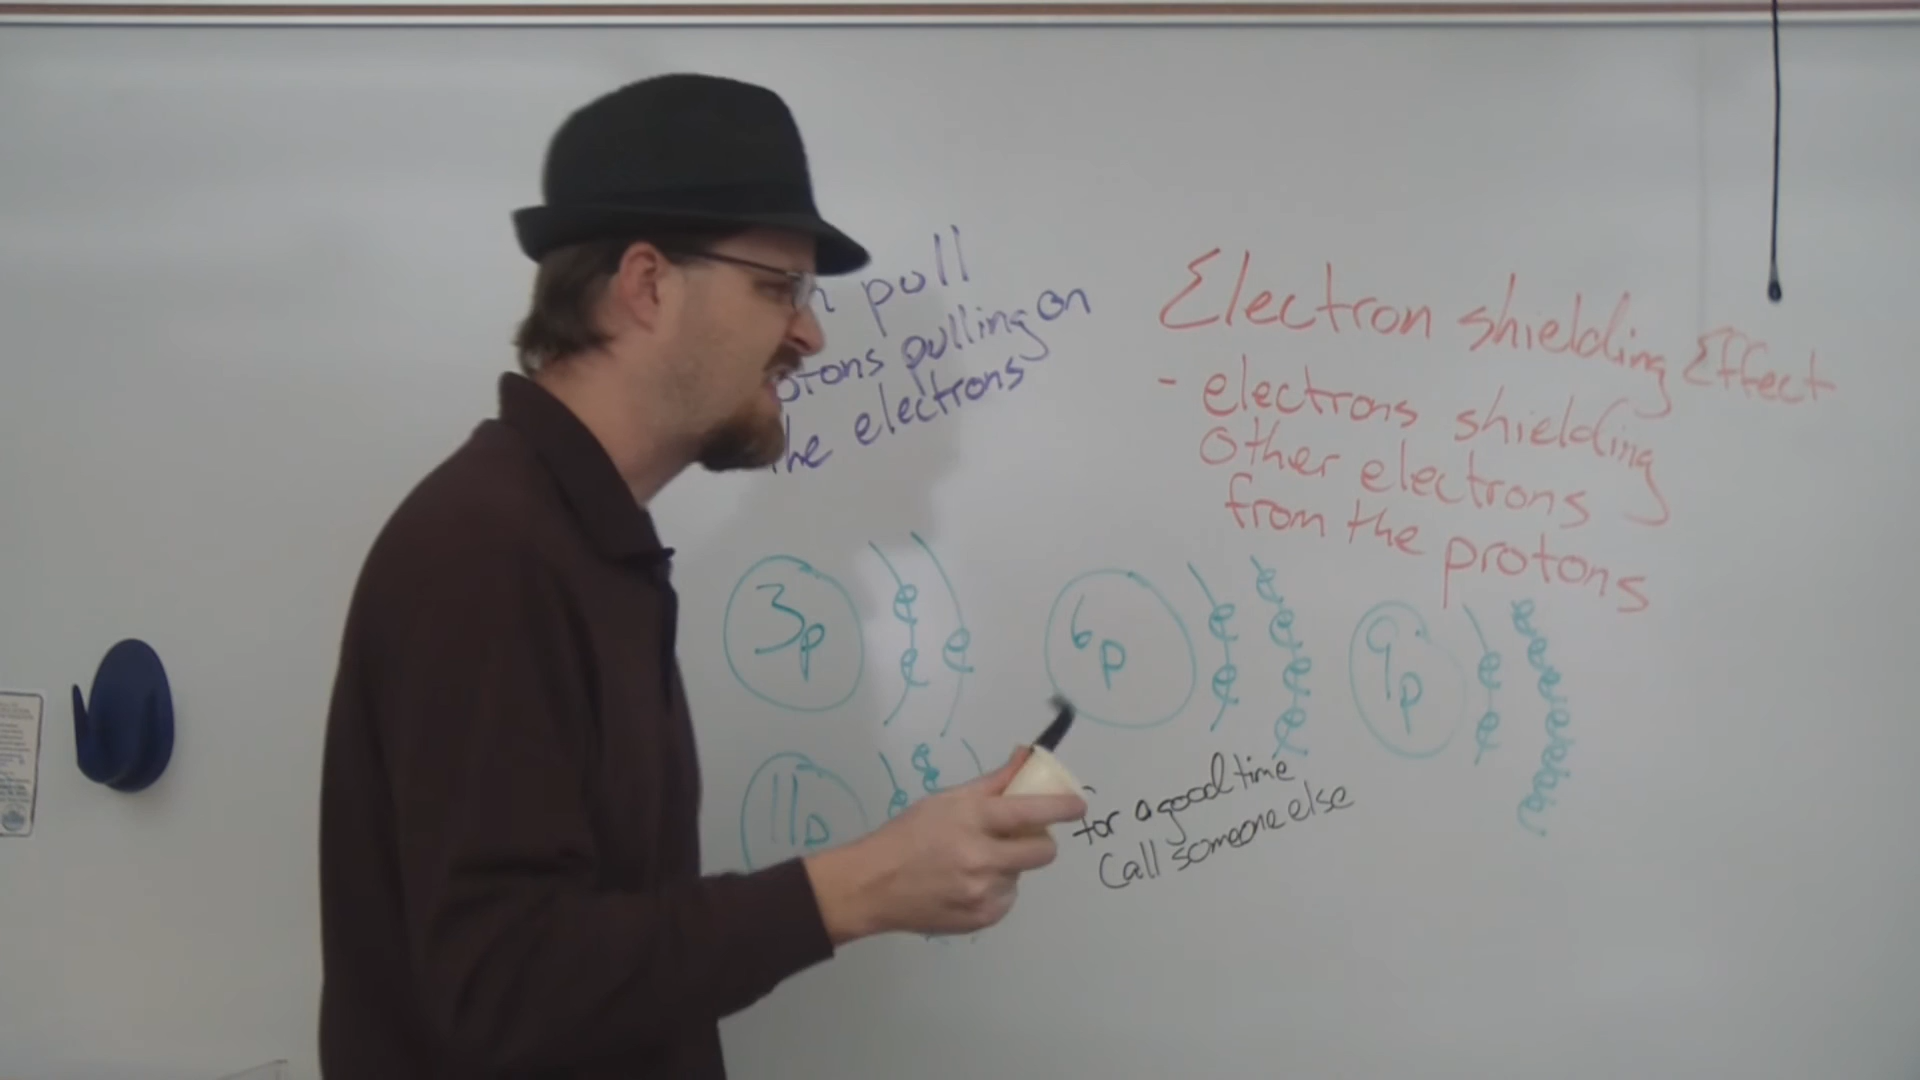 pull
pulling on
the electrons
Electron shielding Effect
- electrons shielding
other electrons
from the protons
3p e e e
6p e e e e e e
9p e e e e e e e e e
11p
for a good time
Call someone else